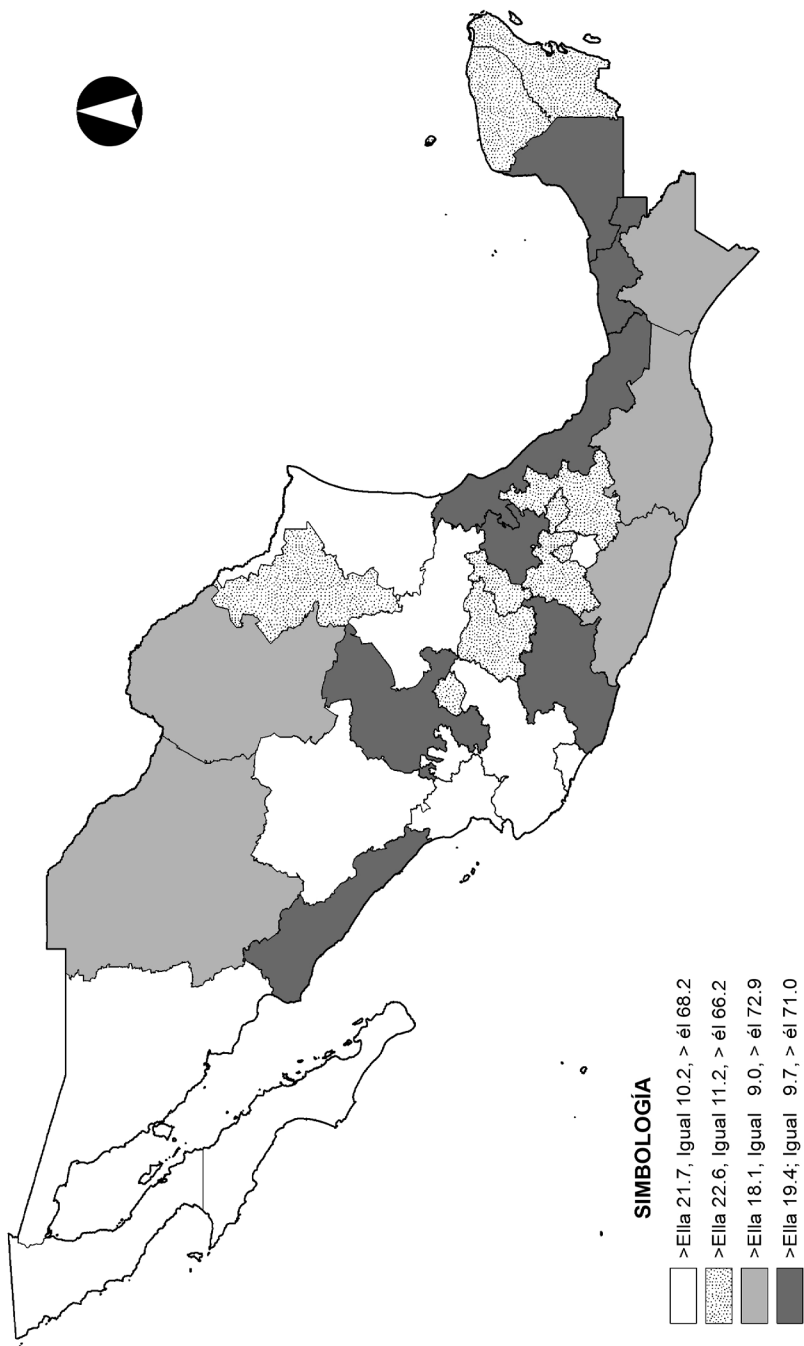 SIMBOLOGÍA
>Ella 21.7, Igual 10.2, > él 68.2
>Ella 22.6, Igual 11.2, > él 66.2
>Ella 18.1, Igual 9.0, > él 72.9
>Ella 19.4; Igual 9.7, > él 71.0